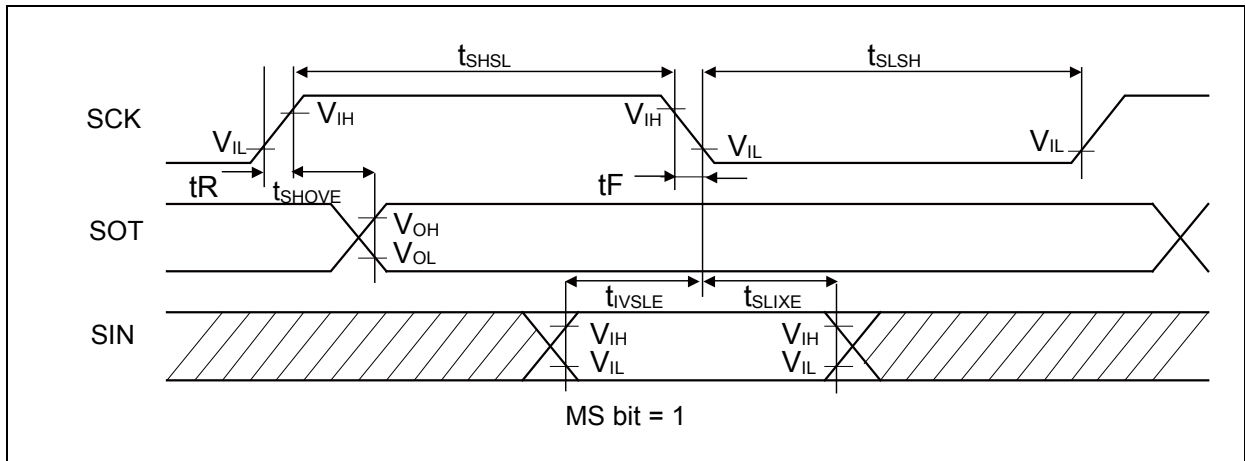 tSHSL
tSLSH
SCK
VIH
VIH
VIL
VIL
VIL
tR
tSHOVE
tF
SOT
VOH
VOL
tIVSLE
tSLIXE
SIN
VIH
VIH
VIL
VIL
MS bit = 1